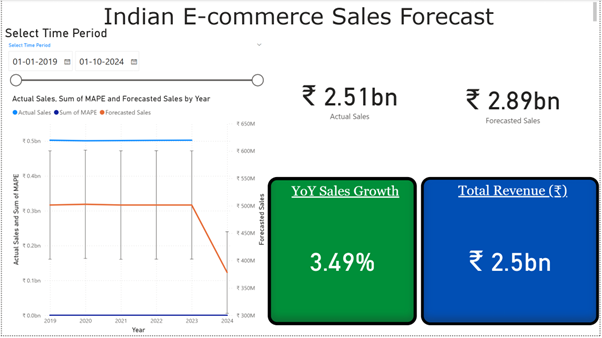 Indian E-commerce Sales Forecast
Select Time Period
Select Time Period
01-01-2019
01-10-2024
Actual Sales, Sum of MAPE and Forecasted Sales by Year
Actual Sales
Sum of MAPE
Forecasted Sales
₹ 0.5bn
₹ 0.4bn
₹ 0.3bn
₹ 0.2bn
₹ 0.1bn
₹ 0.0bn
Actual Sales and Sum of MAPE
₹ 650M
₹ 600M
₹ 550M
₹ 500M
₹ 450M
₹ 400M
₹ 350M
₹ 300M
Forecasted Sales
2019 2020 2021 2022 2023 2024
Year
₹ 2.51bn
Actual Sales
₹ 2.89bn
Forecasted Sales
YoY Sales Growth
3.49%
Total Revenue (₹)
₹ 2.5bn